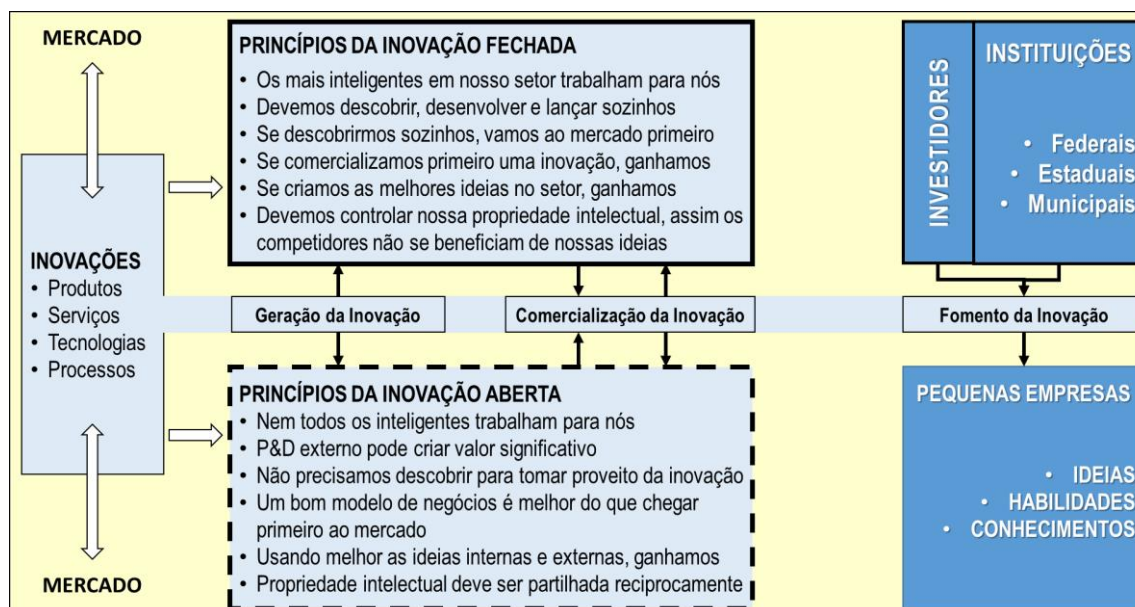 MERCADO
INOVAÇÕES
• Produtos
• Serviços
• Tecnologias
• Processos
MERCADO
PRINCÍPIOS DA INOVAÇÃO FECHADA
• Os mais inteligentes em nosso setor trabalham para nós
• Devemos descobrir, desenvolver e lançar sozinhos
• Se descobrirmos sozinhos, vamos ao mercado primeiro
• Se comercializamos primeiro uma inovação, ganhamos
• Se criamos as melhores ideias no setor, ganhamos
• Devemos controlar nossa propriedade intelectual, assim os
competidores não se beneficiam de nossas ideias
Geração da Inovação
Comercialização da Inovação
PRINCÍPIOS DA INOVAÇÃO ABERTA
• Nem todos os inteligentes trabalham para nós
• P&D externo pode criar valor significativo
• Não precisamos descobrir para tomar proveito da inovação
• Um bom modelo de negócios é melhor do que chegar
primeiro ao mercado
• Usando melhor as ideias internas e externas, ganhamos
• Propriedade intelectual deve ser partilhada reciprocamente
INVESTIDORES
INSTITUIÇÕES
• Federais
• Estaduais
• Municipais
Fomento da Inovação
PEQUENAS EMPRESAS
• IDEIAS
• HABILIDADES
• CONHECIMENTOS